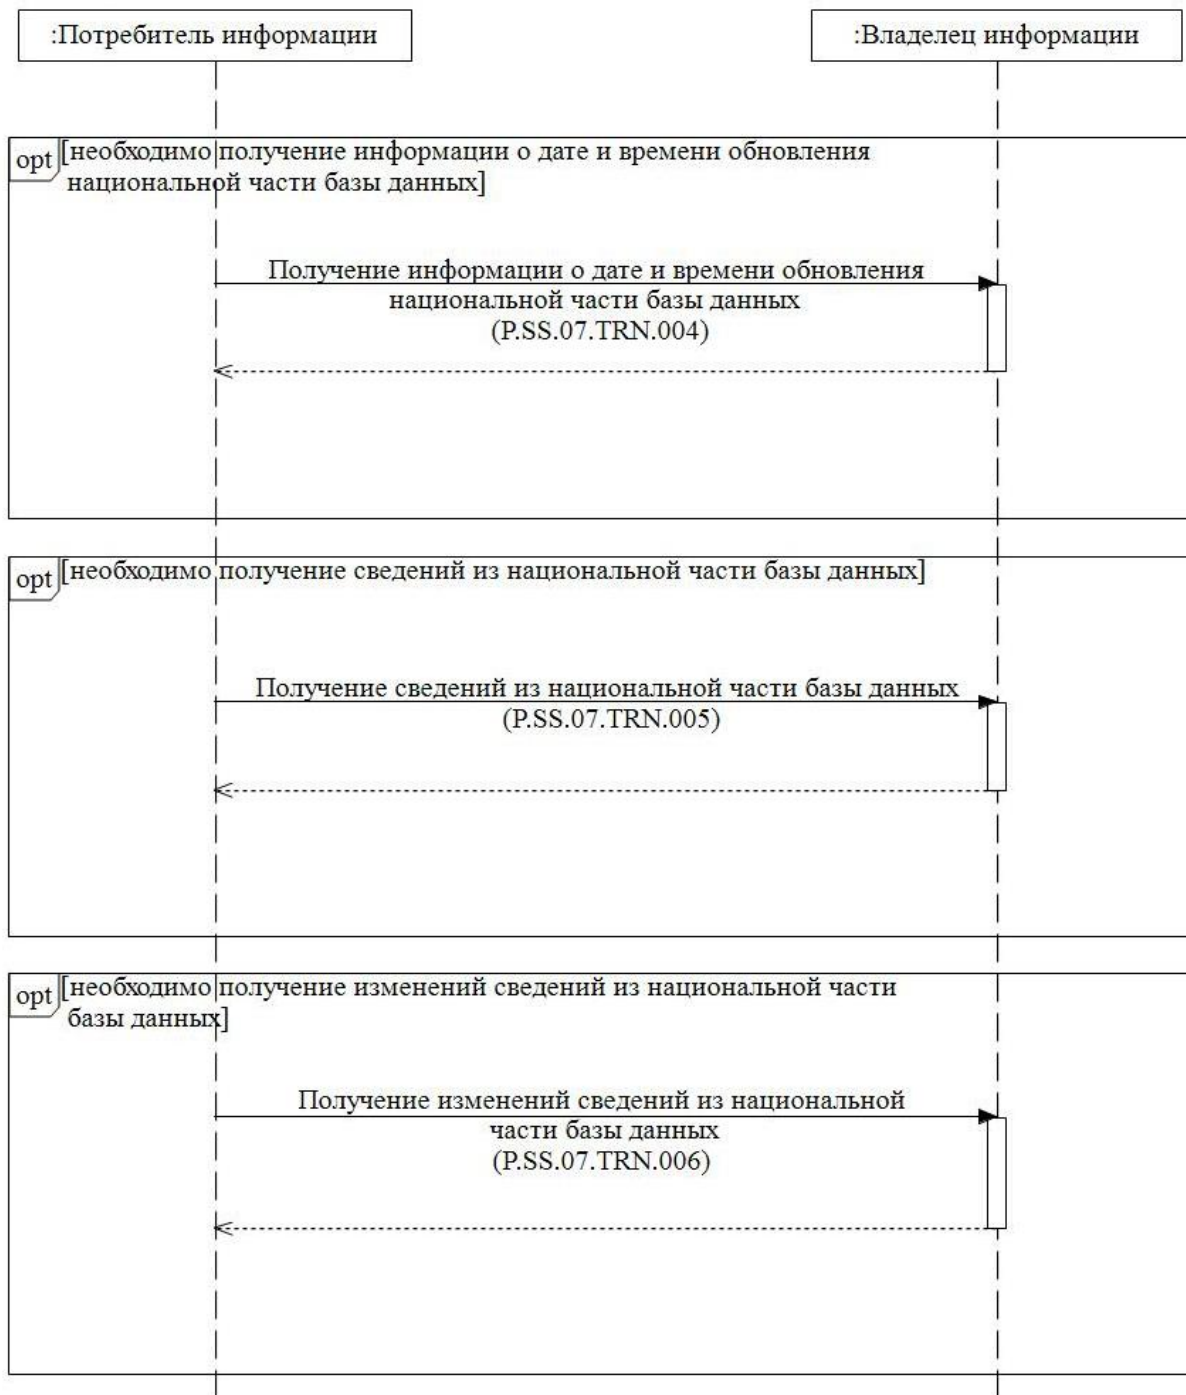 :Потребитель информации
:Владелец информации
opt
[необходимо получение информации о дате и времени обновления
национальной части базы данных]
Получение информации о дате и времени обновления
национальной части базы данных
(P.SS.07.TRN.004)
opt
[необходимо получение сведений из национальной части базы данных]
Получение сведений из национальной части базы данных
(P.SS.07.TRN.005)
opt
[необходимо получение изменений сведений из национальной части
базы данных]
Получение изменений сведений из национальной
части базы данных
(P.SS.07.TRN.006)